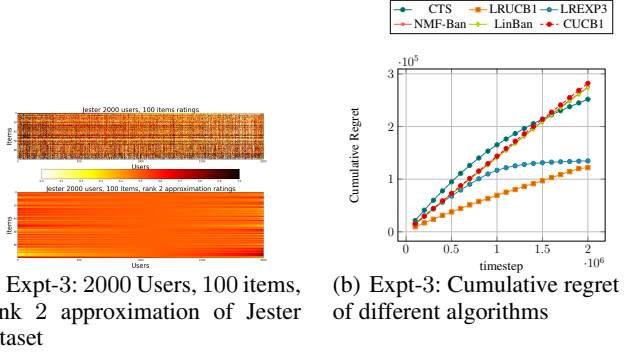 CTS LRUCB1 LREXP3
NMF-Ban LinBan CUCB1
Jester 2000 users, 100 items ratings
Items
Users
Jester 2000 users, 100 items, rank 2 approximation ratings
Items
Users
·10^5
3
2
1
0
Cumulative Regret
0 0.5 1 1.5 2
timestep
·10^6
Expt-3: 2000 Users, 100 items,
nk 2 approximation of Jester
taset
(b) Expt-3: Cumulative regret
of different algorithms